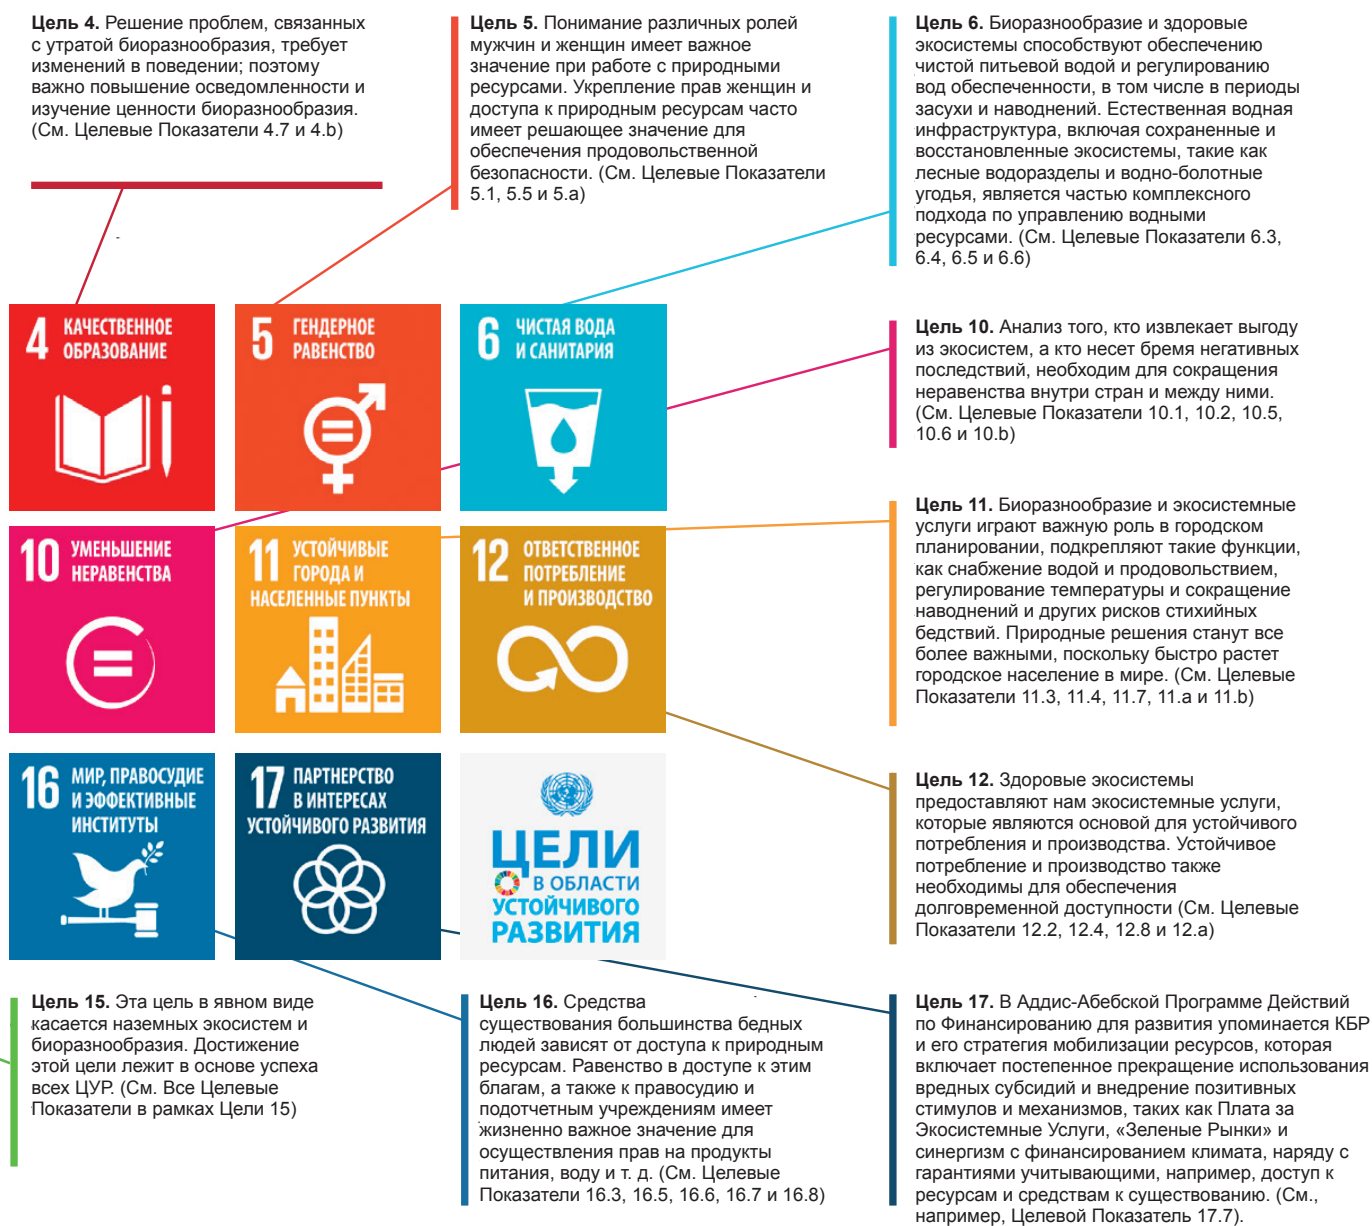 Цель 4. Решение проблем, связанных
с утратой биоразнообразия, требует
изменений в поведении; поэтому
важно повышение осведомленности и
изучение ценности биоразнообразия.
(См. Целевые Показатели 4.7 и 4.b)
Цель 5. Понимание различных ролей
мужчин и женщин имеет важное
значение при работе с природными
ресурсами. Укрепление прав женщин и
доступа к природным ресурсам часто
имеет решающее значение для
обеспечения продовольственной
безопасности. (См. Целевые Показатели
5.1, 5.5 и 5.a)
Цель 6. Биоразнообразие и здоровые
экосистемы способствуют обеспечению
чистой питьевой водой и регулированию
вод обеспеченности, в том числе в периоды
засухи и наводнений. Естественная водная
инфраструктура, включая сохраненные и
восстановленные экосистемы, такие как
лесные водоразделы и водно-болотные
угодья, является частью комплексного
подхода по управлению водными
ресурсами. (См. Целевые Показатели 6.3,
6.4, 6.5 и 6.6)
4 КАЧЕСТВЕННОЕ
ОБРАЗОВАНИЕ
5 ГЕНДЕРНОЕ
РАВЕНСТВО
6 ЧИСТАЯ ВОДА
И САНИТАРИЯ
Цель 10. Анализ того, кто извлекает выгоду
из экосистем, а кто несет бремя негативных
последствий, необходим для сокращения
неравенства внутри стран и между ними.
(См. Целевые Показатели 10.1, 10.2, 10.5,
10.6 и 10.b)
10 УМЕНЬШЕНИЕ
НЕРАВЕНСТВА
11 УСТОЙЧИВЫЕ
ГОРОДА И
НАСЕЛЕННЫЕ ПУНКТЫ
12 ОТВЕТСТВЕННОЕ
ПОТРЕБЛЕНИЕ
И ПРОИЗВОДСТВО
Цель 11. Биоразнообразие и экосистемные
услуги играют важную роль в городском
планировании, подкрепляют такие функции,
как снабжение водой и продовольствием,
регулирование температуры и сокращение
наводнений и других рисков стихийных
бедствий. Природные решения станут все
более важными, поскольку быстро растет
городское население в мире. (См. Целевые
Показатели 11.3, 11.4, 11.7, 11.a и 11.b)
16 МИР, ПРАВОСУДИЕ
И ЭФФЕКТИВНЫЕ
ИНСТИТУТЫ
17 ПАРТНЕРСТВО
В ИНТЕРЕСАХ
УСТОЙЧИВОГО РАЗВИТИЯ
ЦЕЛИ
В ОБЛАСТИ
УСТОЙЧИВОГО
РАЗВИТИЯ
Цель 12. Здоровые экосистемы
предоставляют нам экосистемные услуги,
которые являются основой для устойчивого
потребления и производства. Устойчивое
потребление и производство также
необходимы для обеспечения
долговременной доступности (См. Целевые
Показатели 12.2, 12.4, 12.8 и 12.a)
Цель 15. Эта цель в явном виде
касается наземных экосистем и
биоразнообразия. Достижение
этой цели лежит в основе успеха
всех ЦУР. (См. Все Целевые
Показатели в рамках Цели 15)
Цель 16. Средства
существования большинства бедных
людей зависят от доступа к природным
ресурсам. Равенство в доступе к этим
благам, а также к правосудию и
подотчетным учреждениям имеет
жизненно важное значение для
осуществления прав на продукты
питания, воду и т. д. (См. Целевые
Показатели 16.3, 16.5, 16.6, 16.7 и 16.8)
Цель 17. В Аддис-Абебской Программе Действий
по Финансированию для развития упоминается КБР
и его стратегия мобилизации ресурсов, которая
включает постепенное прекращение использования
вредных субсидий и внедрение позитивных
стимулов и механизмов, таких как Плата за
Экосистемные Услуги, «Зеленые Рынки» и
синергизм с финансированием климата, наряду с
гарантиями учитывающими, например, доступ к
ресурсам и средствам к существованию. (См.,
например, Целевой Показатель 17.7).